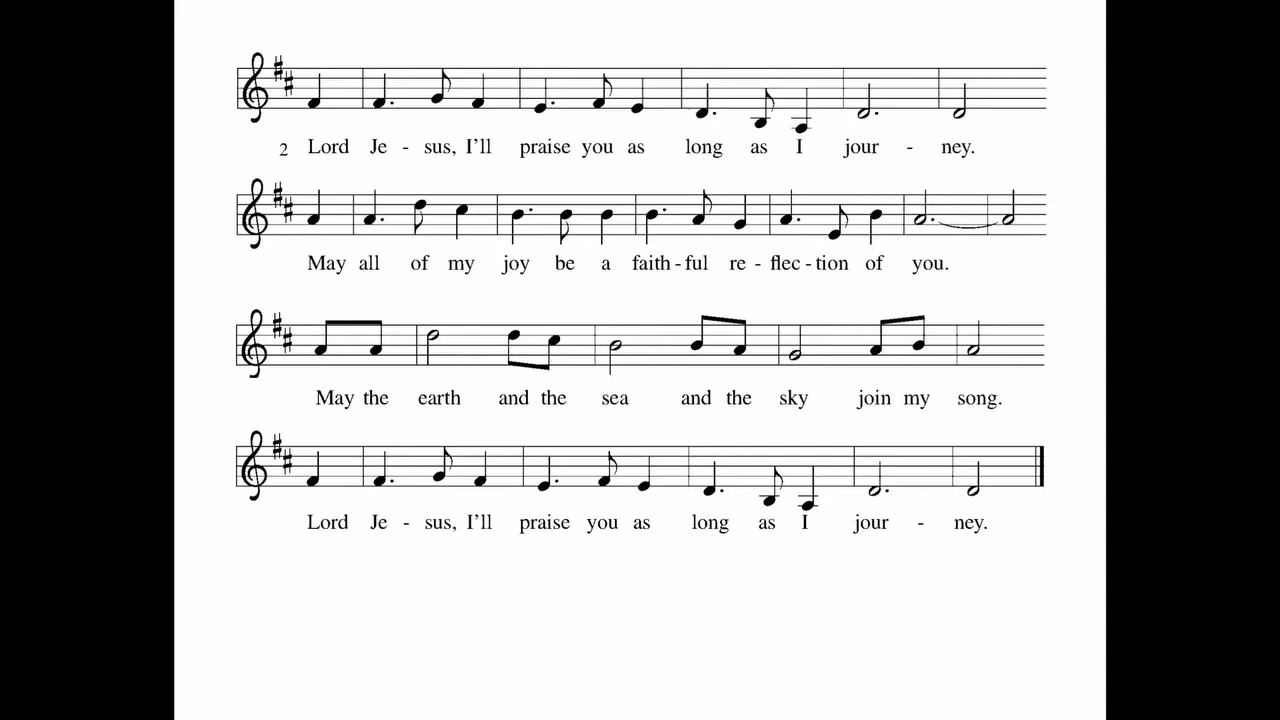 2 Lord Je - sus, I'll praise you as long as I jour - ney.
May all of my joy be a faith - ful re - flec - tion of you.
May the earth and the sea and the sky join my song.
Lord Je - sus, I'll praise you as long as I jour - ney.